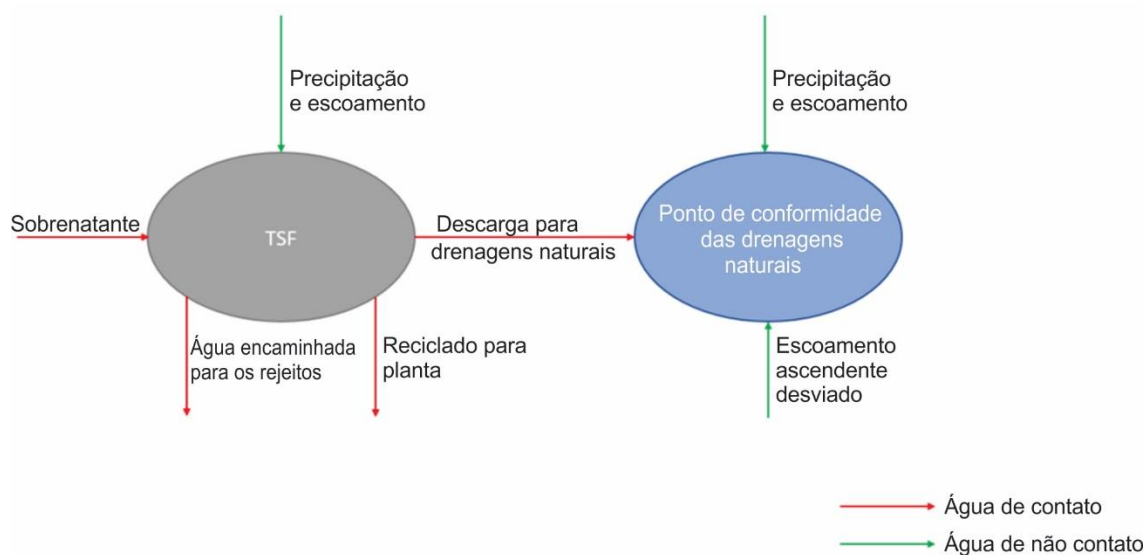 Precipitação
e escoamento
Precipitação
e escoamento
Sobrenatante
TSF
Descarga para
drenagens naturais
Ponto de conformidade
das drenagens
naturais
Água encaminhada
para os rejeitos
Reciclado para
planta
Escoamento
ascendente
desviado
Água de contato
Água de não contato